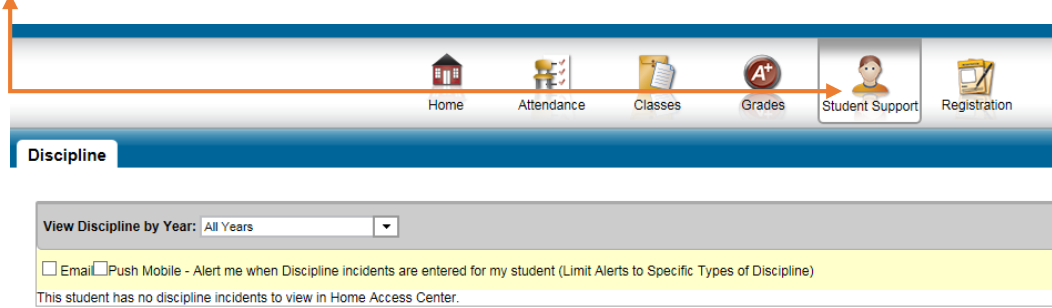 A+
Home Attendance Classes Grades Student Support Registration
Discipline
View Discipline by Year: All Years
Email Push Mobile - Alert me when Discipline incidents are entered for my student (Limit Alerts to Specific Types of Discipline)
This student has no discipline incidents to view in Home Access Center.